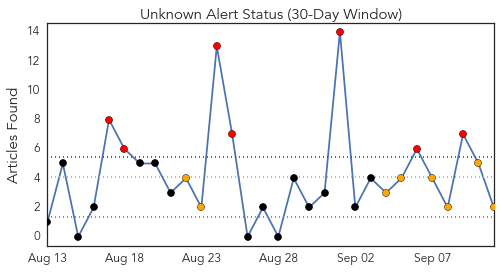 Unknown Alert Status (30-Day Window)
Articles Found
14
12
10
8
6
4
2
0
Aug 13
Aug 18
Aug 23
Aug 28
Sep 02
Sep 07